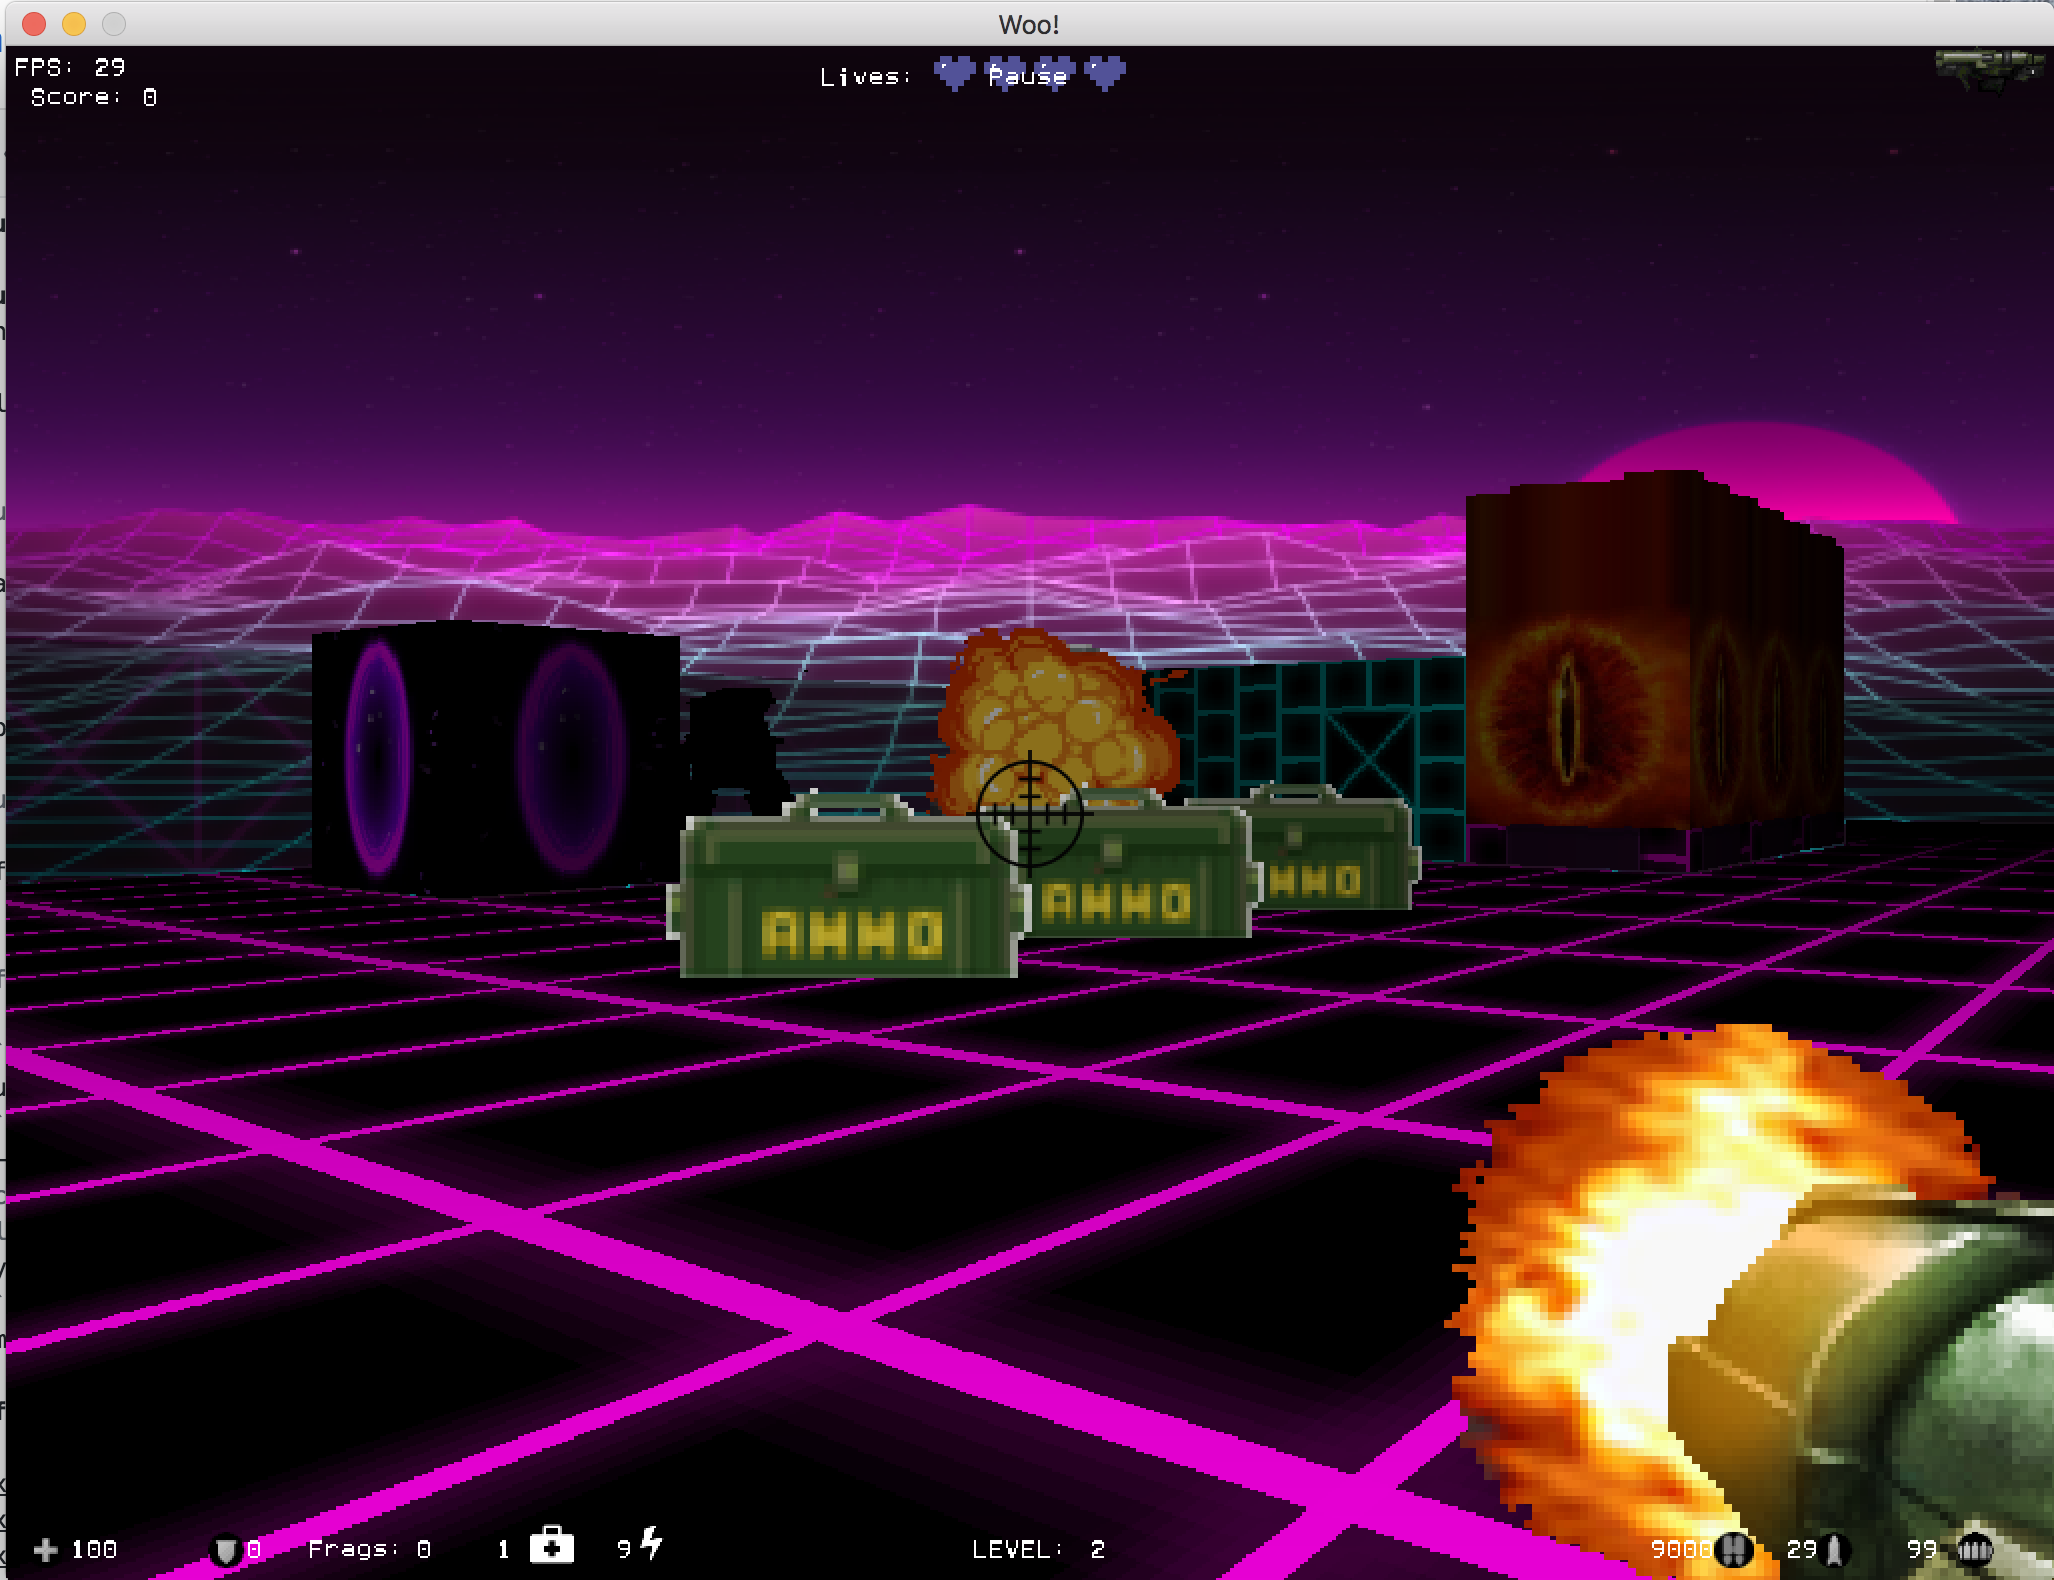 Woo!
FPS: 29
Score: 0
Lives: Pause
AMMO
AMMO
AMMO
100
0
Frags: 0
1
9
LEVEL: 2
9000
29
99